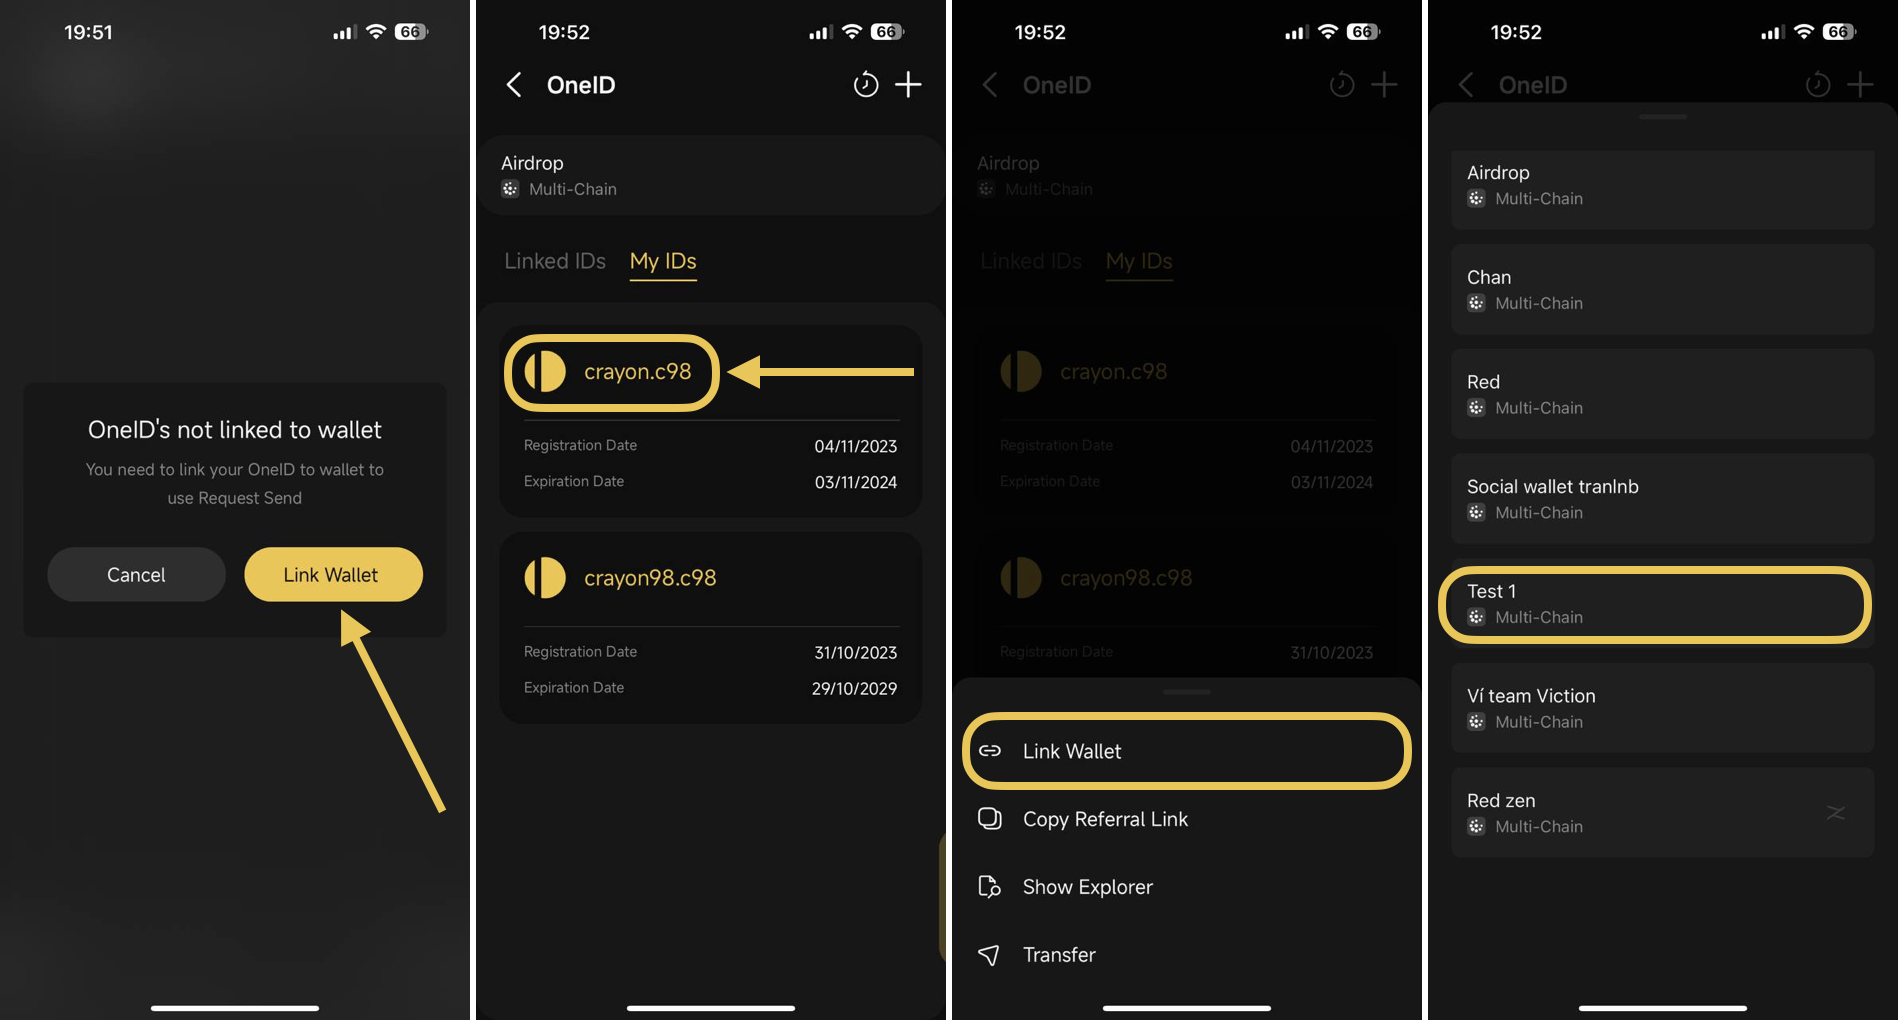 19:51
66
OneID's not linked to wallet
You need to link your OneID to wallet to
use Request Send
Cancel
Link Wallet
19:52
66
OneID
Airdrop
Multi-Chain
Linked IDs
My IDs
crayon.c98
Registration Date
04/11/2023
Expiration Date
03/11/2024
crayon98.c98
Registration Date
31/10/2023
Expiration Date
29/10/2029
19:52
66
OneID
Airdrop
Multi-Chain
Linked IDs
My IDs
crayon.c98
Registration Date
04/11/2023
Expiration Date
03/11/2024
crayon98.c98
Registration Date
31/10/2023
Link Wallet
Copy Referral Link
Show Explorer
Transfer
19:52
66
OneID
Airdrop
Multi-Chain
Chan
Multi-Chain
Red
Multi-Chain
Social wallet tranlnb
Multi-Chain
Test 1
Multi-Chain
Ví team Viction
Multi-Chain
Red zen
Multi-Chain